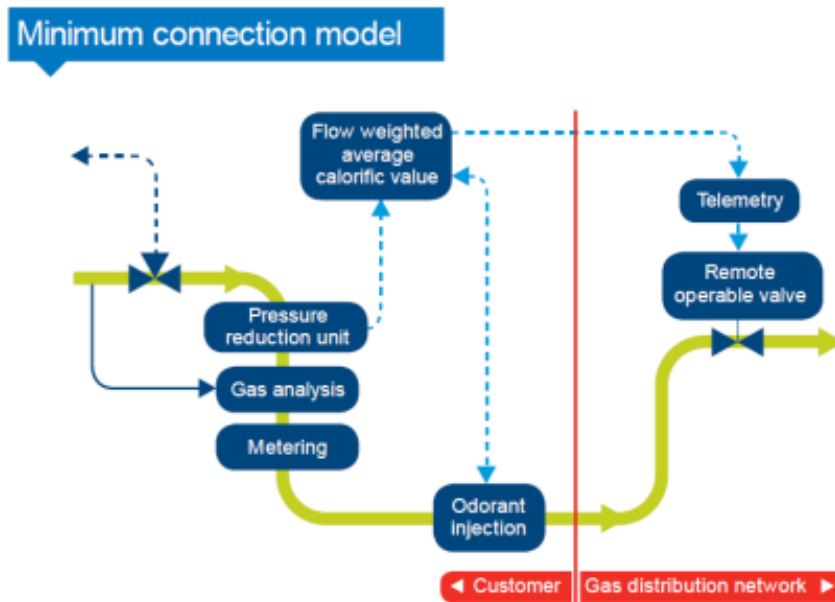 Minimum connection model
Flow weighted
average
calorific value
Telemetry
Remote
operable valve
Pressure
reduction unit
Gas analysis
Metering
Odorant
injection
Customer
Gas distribution network